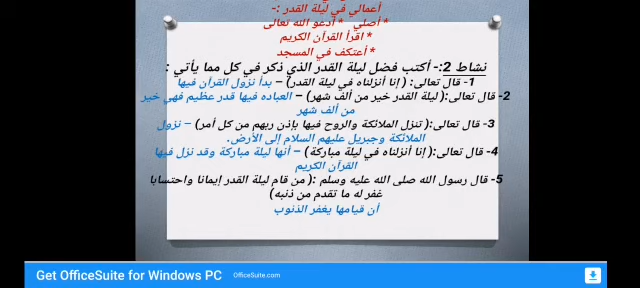 أعمالي في ليلة القدر :-
* أصلي * أدعو الله تعالى
* اقرأ القرآن الكريم
* أعتكف في المسجد
نشاط 2:- أكتب فضل ليلة القدر الذي ذكر في كل مما يأتي :
1- قال تعالى: ( إنا أنزلناه في ليلة القدر) – بدأ نزول القرآن فيها
2- قال تعالى:( ليلة القدر خير من ألف شهر) – العباده فيها قدر عظيم فهي خير
من ألف شهر
3- قال تعالى:( تنزل الملائكة والروح فيها بإذن ربهم من كل أمر) – نزول
الملائكة وجبريل عليهم السلام إلى الأرض.
4- قال تعالى:( إنا أنزلناه في ليلة مباركة) – أنها ليلة مباركة وقد نزل فيها
القرآن الكريم
5- قال رسول الله صلى الله عليه وسلم :( من قام ليلة القدر إيمانا واحتسابا
غفر له ما تقدم من ذنبه)
أن قيامها يغفر الذنوب
Get OfficeSuite for Windows PC OfficeSuite.com